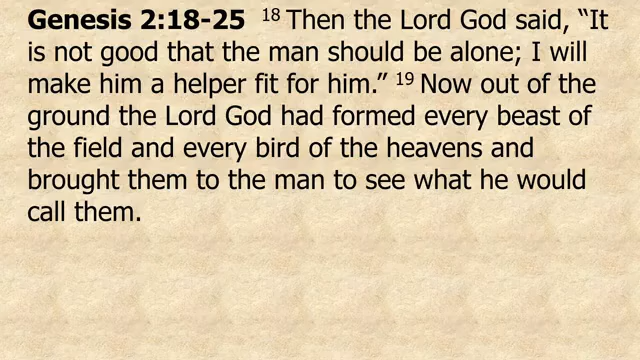 Genesis 2:18-25 18 Then the Lord God said, “It
is not good that the man should be alone; I will
make him a helper fit for him.” 19 Now out of the
ground the Lord God had formed every beast of
the field and every bird of the heavens and
brought them to the man to see what he would
call them.